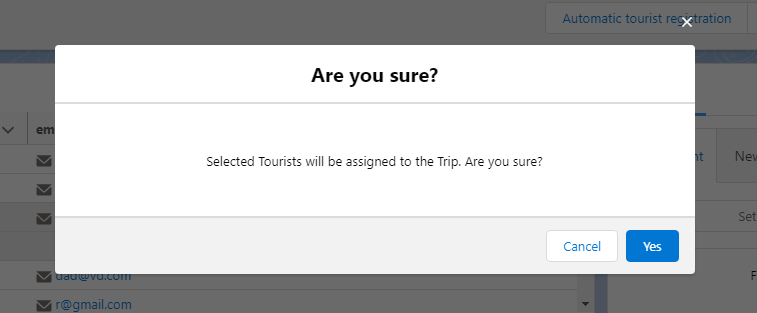 Automatic tourist registration
Are you sure?
em
Selected Tourists will be assigned to the Trip. Are you sure?
nt
New
Set
Cancel
Yes
dad@vd.com
F
r@gmail.com